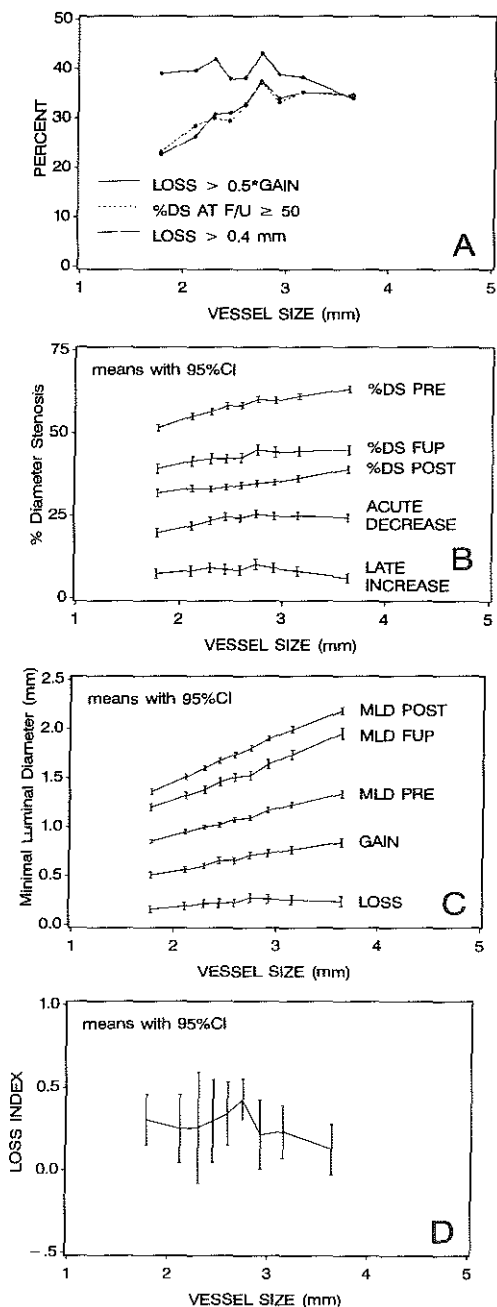 50
40
30
20
10
0
PERCENT
LOSS > 0.5*GAIN
%DS AT F/U ≥ 50
LOSS > 0.4 mm
A
1 2 3 4 5
VESSEL SIZE (mm)
75
50
25
0
% Diameter Stenosis
means with 95%CI
%DS PRE
%DS FUP
%DS POST
ACUTE
DECREASE
LATE
INCREASE
B
1 2 3 4 5
VESSEL SIZE (mm)
2.5
2.0
1.5
1.0
0.5
0.0
Minimal Luminal Diameter (mm)
means with 95%CI
MLD POST
MLD FUP
MLD PRE
GAIN
LOSS
C
1 2 3 4 5
VESSEL SIZE (mm)
1.0
0.5
0.0
-.5
LOSS INDEX
means with 95%CI
D
1 2 3 4 5
VESSEL SIZE (mm)